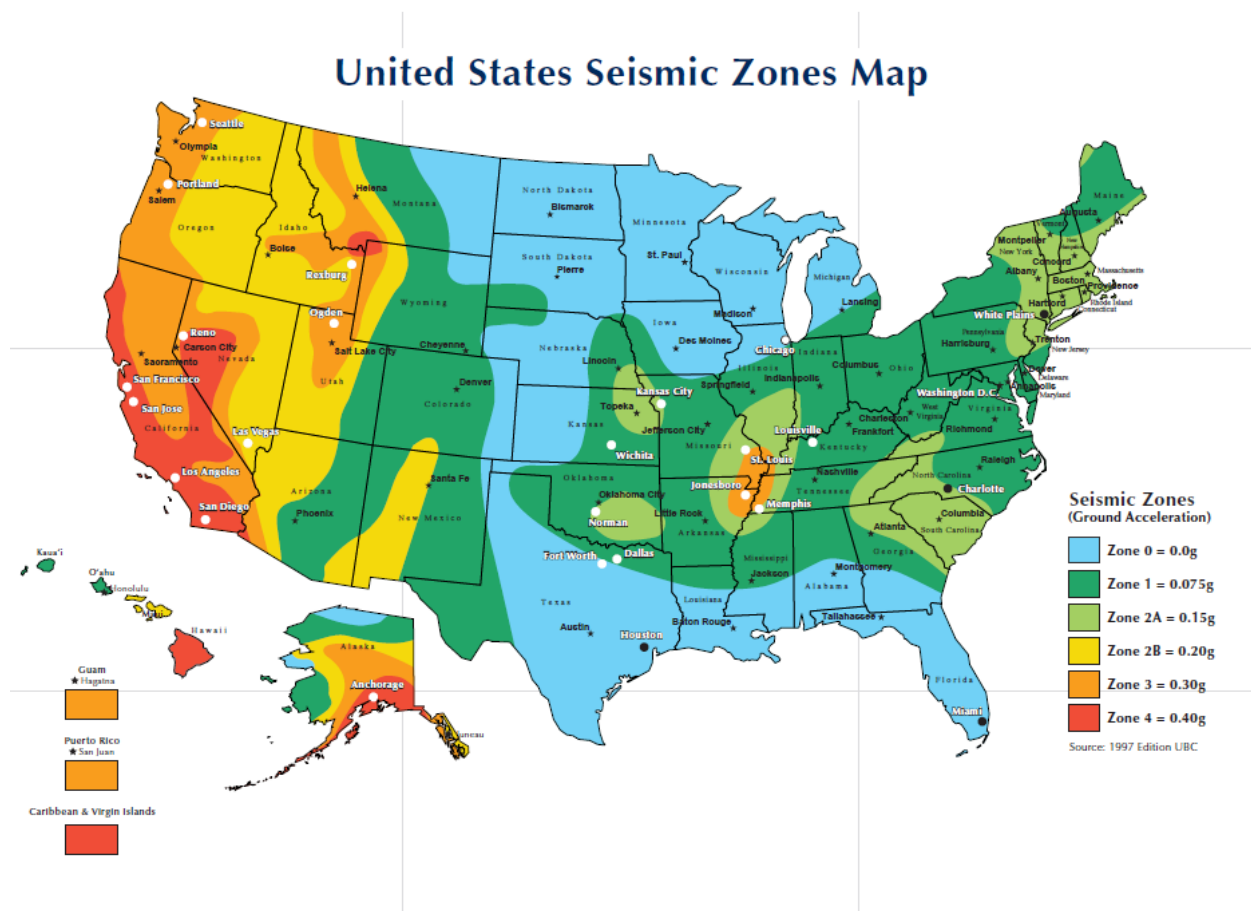 United States Seismic Zones Map
Seattle
Olympia
Washington
Portland
Salem
Oregon
Helena
Montana
Idaho
Boise
Rexburg
North Dakota
Bismarok
Minnesota
South Dakota
St. Paul
Pierre
Wisconsin
Michigan
Maine
Augusta
Vermont
Montpelier
New York
New Hampshire
Concord
Albany
Boston
Massachusetts
Providence
Hartford
Rhode Island
Connecticut
White Plains
Wyoming
Ogden
Madison
Lansing
Iowa
Reno
Carson City
Nevada
Salt Lake City
Cheyenne
Nebraska
Des Moines
Chicago
Pennsylvania
Harrisburg
Trenton
New Jersey
Sacramento
Lincoln
Illinois
Indiana
Columbus
Ohio
Dover
Delaware
San Francisco
Utah
Denver
Colorado
Kansas City
Springfield
Indianapolis
Washington D.C.
Annapolis
Maryland
San Jose
California
Las Vegas
Topeka
Kansas
Jefferson City
Missouri
Louisville
Kentucky
Charleston
Frankfort
West Virginia
Virginia
Richmond
Wichita
St. Louis
Los Angeles
Arizona
Santa Fe
Oklahoma
Jonesboro
Nashville
Tennessee
North Carolina
Raleigh
San Diego
Phoenix
New Mexico
Oklahoma City
Norman
Little Rock
Arkansas
Memphis
Charlotte
Columbia
South Carolina
Atlanta
Georgia
Fort Worth
Dallas
Mississippi
Jackson
Montgomery
Alabama
Texas
Louisiana
Austin
Houston
Baton Rouge
Tallahassee
Florida
Miami
Kaua'i
O'ahu
Honolulu
Maui
Hawaii
Alaska
Anchorage
Juneau
Guam
Hagatna
Puerto Rico
San Juan
Caribbean & Virgin Islands
Seismic Zones
(Ground Acceleration)
Zone 0 = 0.0g
Zone 1 = 0.075g
Zone 2A = 0.15g
Zone 2B = 0.20g
Zone 3 = 0.30g
Zone 4 = 0.40g
Source: 1997 Edition UBC